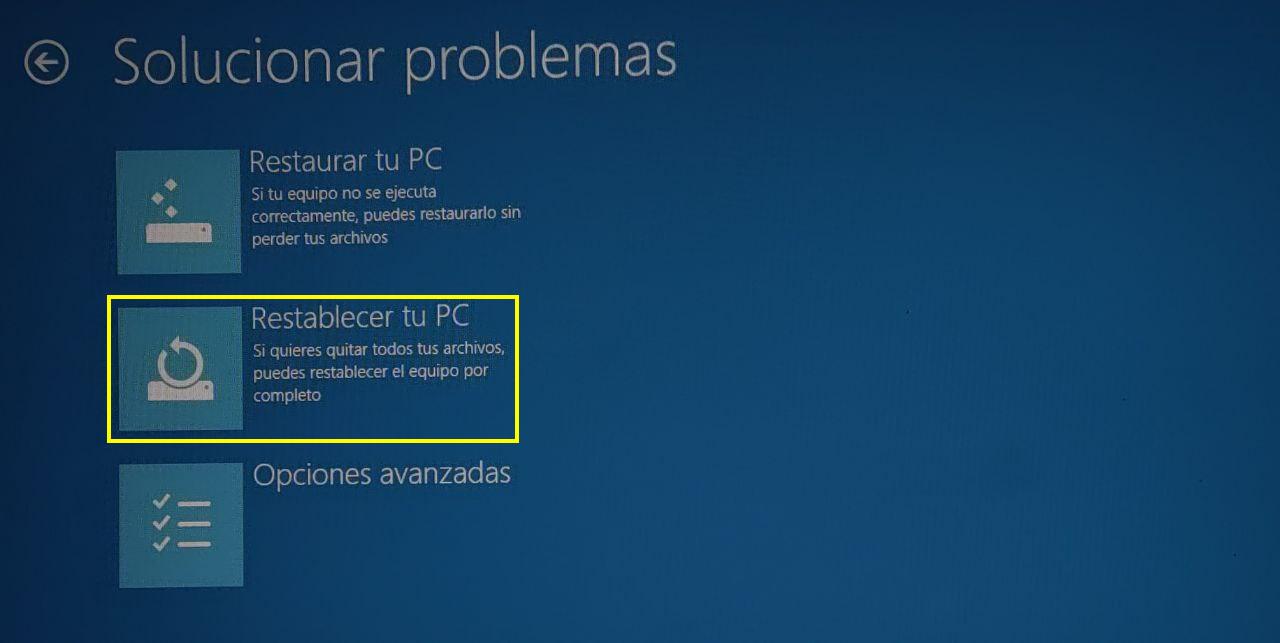 Solucionar problemas
Restaurar tu PC
Si tu equipo no se ejecuta
correctamente, puedes restaurarlo sin
perder tus archivos
Restablecer tu PC
Si quieres quitar todos tus archivos,
puedes restablecer el equipo por
completo
Opciones avanzadas